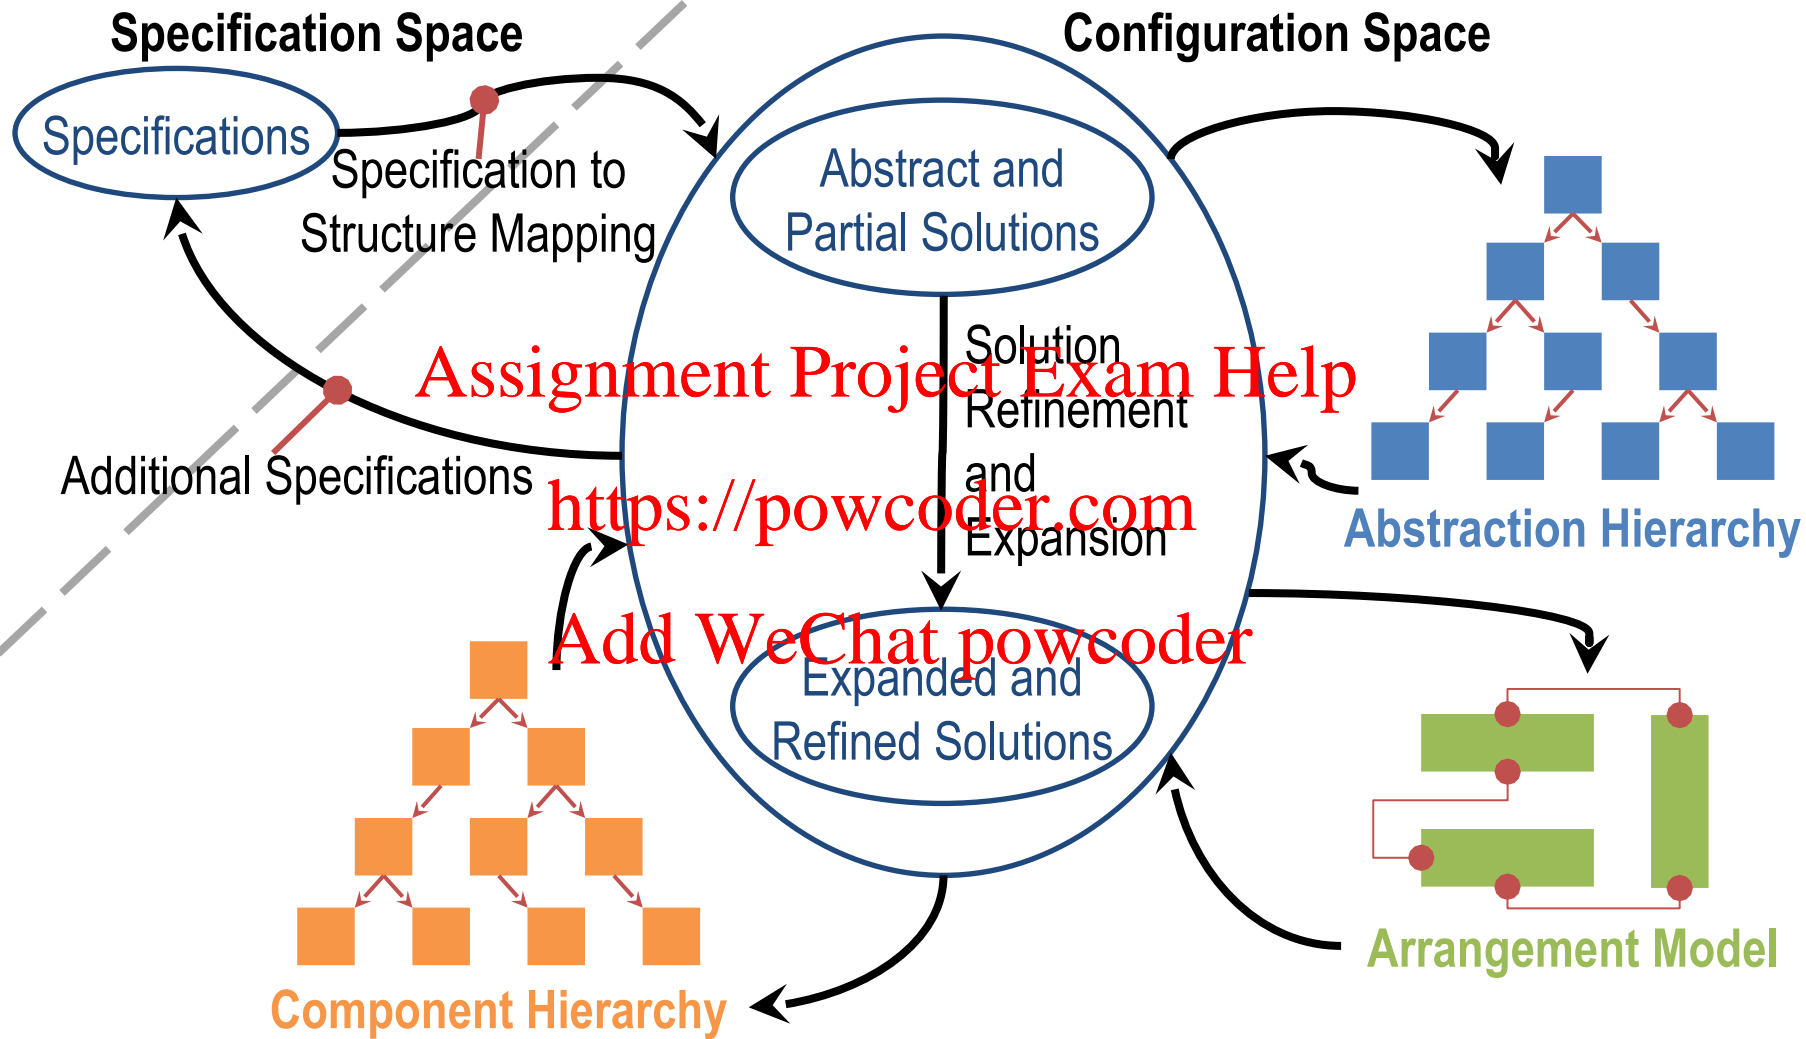 Specification Space
Configuration Space
Specifications
Specification to
Structure Mapping
Abstract and
Partial Solutions
Solution
Refinement
and
Expansion
Assignment Project Exam Help
https://powcoder.com
Add WeChat powcoder
Additional Specifications
Abstraction Hierarchy
Expanded and
Refined Solutions
Arrangement Model
Component Hierarchy